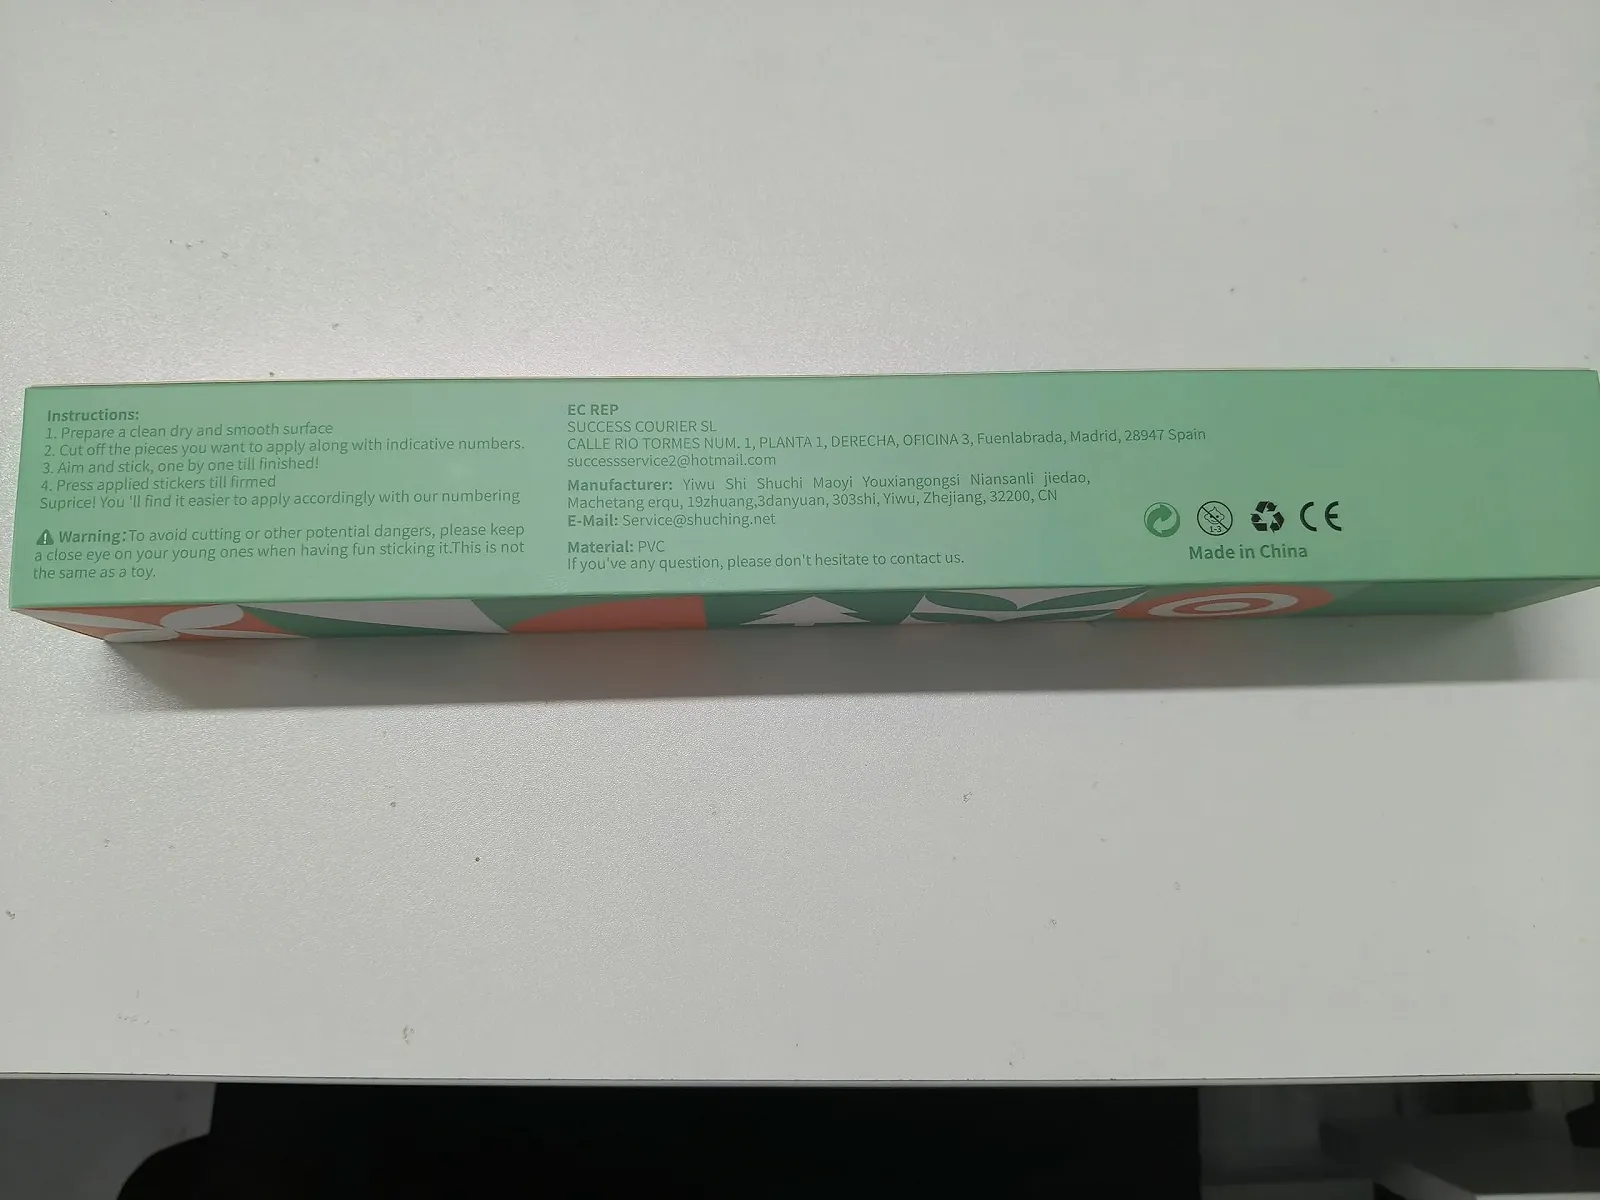 Instructions:
1. Prepare a clean dry and smooth surface
2. Cut off the pieces you want to apply along with indicative numbers.
3. Aim and stick, one by one till finished!
4. Press applied stickers till firmed
Suprice! You 'll find it easier to apply accordingly with our numbering
Warning:To avoid cutting or other potential dangers, please keep
a close eye on your young ones when having fun sticking it.This is not
the same as a toy.
EC REP
SUCCESS COURIER SL
CALLE RIO TORMES NUM. 1, PLANTA 1, DERECHA, OFICINA 3, Fuenlabrada, Madrid, 28947 Spain
successservice2@hotmail.com
Manufacturer: Yiwu Shi Shuchi Maoyi Youxiangongsi Niansanli jiedao,
Machetang erqu, 19zhuang,3danyuan, 303shi, Yiwu, Zhejiang, 32200, CN
E-Mail: Service@shuching.net
Material: PVC
If you've any question, please don't hesitate to contact us.
1-3
CE
Made in China